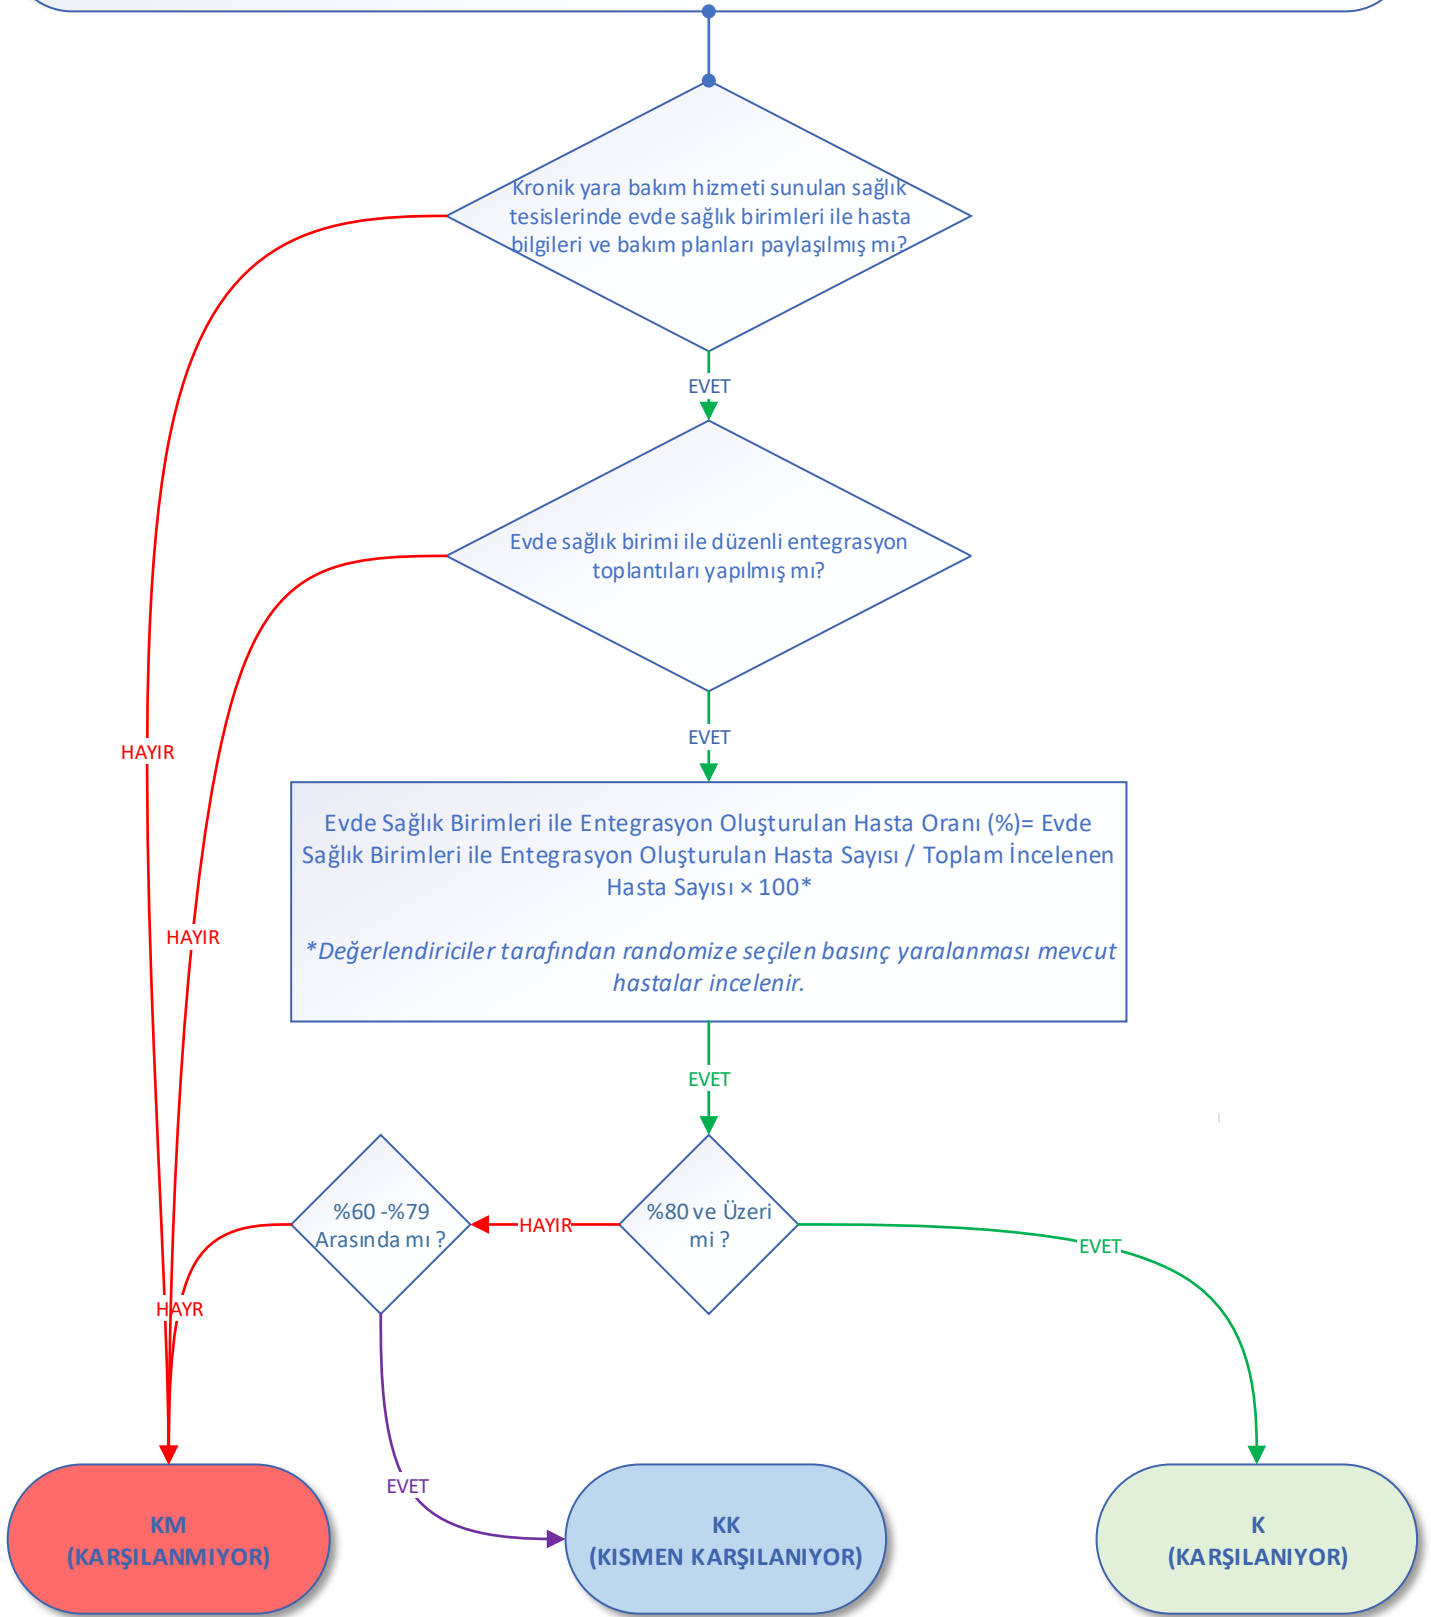 Kronik yara bakım hizmeti sunulan sağlık
tesislerinde evde sağlık birimleri ile hasta
bilgileri ve bakım planları paylaşılmış mı?
EVET
Evde sağlık birimi ile düzenli entegrasyon
toplantıları yapılmış mı?
EVET
HAYIR
Evde Sağlık Birimleri ile Entegrasyon Oluşturulan Hasta Oranı (%)= Evde
Sağlık Birimleri ile Entegrasyon Oluşturulan Hasta Sayısı / Toplam İncelenen
Hasta Sayısı × 100*
HAYIR
*Değerlendiriciler tarafından randomize seçilen basınç yaralanması mevcut
hastalar incelenir.
EVET
%60 -%79
Arasında mı ?
HAYIR
%80 ve Üzeri
mi ?
EVET
HAYR
EVET
KM
(KARŞILANMIYOR)
KK
(KISMEN KARŞILANIYOR)
K
(KARŞILANIYOR)